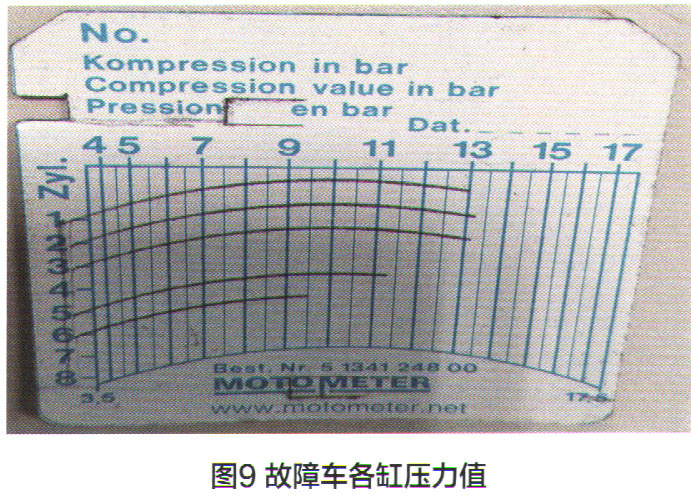 No.
Kompression in bar
Compression value in bar
Pression en bar
Dat.
4 5 7 9 11 13 15 17
Zyl.
1
2
3
4
5
6
7
8
3,5 17,5
Best. Nr. 5 1341 248 00
MOTO METER
www.motometer.net
图9 故障车各缸压力值